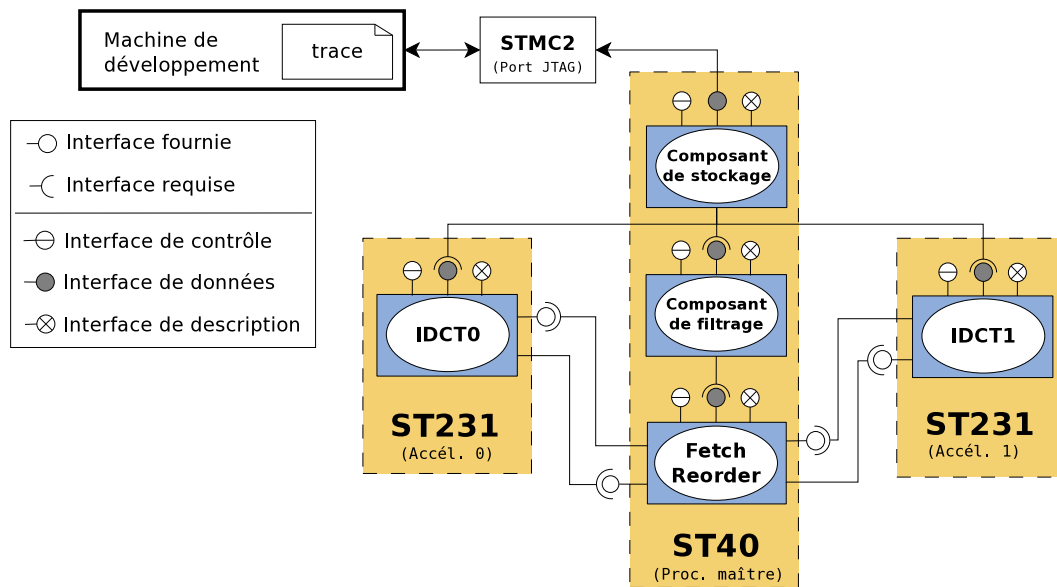 Machine de
développement
trace
STMC2
(Port JTAG)
Interface fournie
Interface requise
Interface de contrôle
Interface de données
Interface de description
Composant
de stockage
Composant
de filtrage
IDCT0
IDCT1
ST231
(Accél. 0)
ST231
(Accél. 1)
Fetch
Reorder
ST40
(Proc. maître)